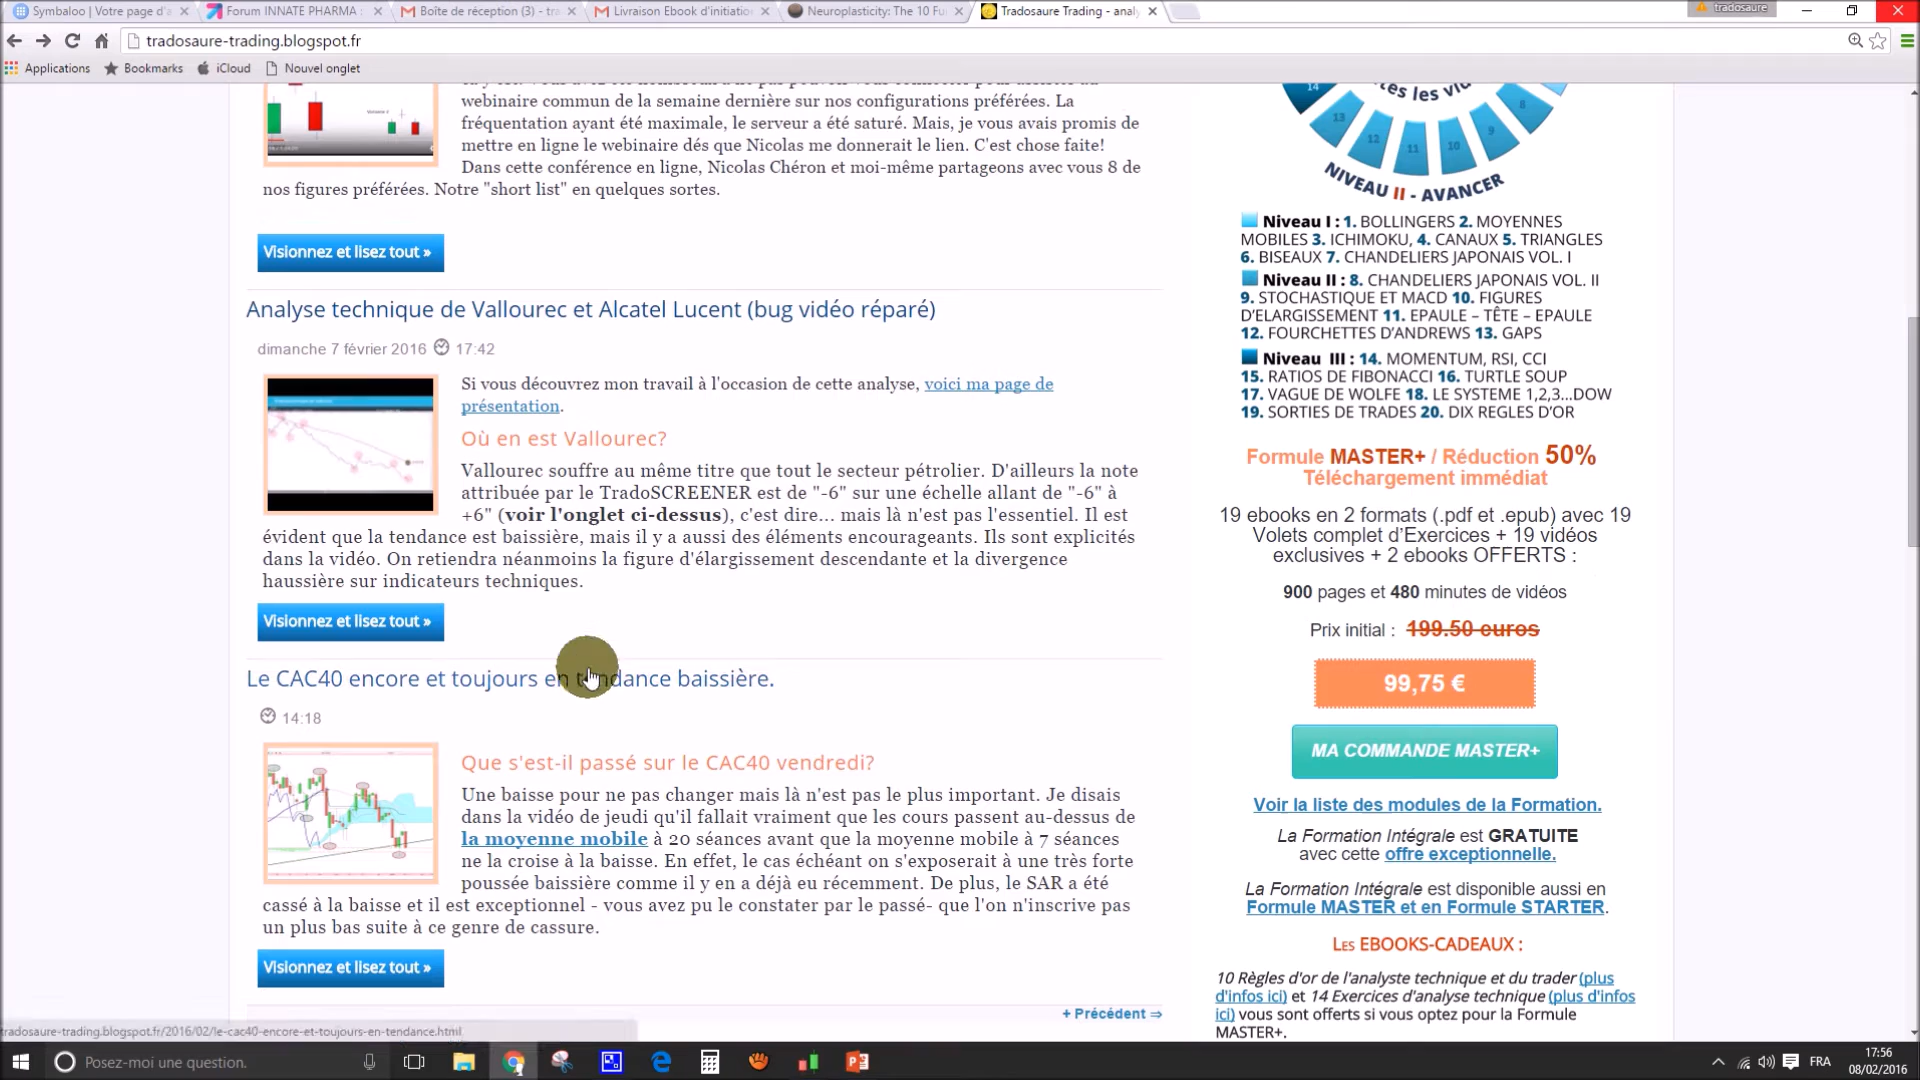 Symbaloo | Votre page d'a
Forum INNATE PHARMA
Boîte de réception (3) - tra
Livraison Ebook d'initiation
Neuroplasticity: The 10 Fu
Tradosaure Trading - analy
tradosaure
tradosaure-trading.blogspot.fr
Applications
Bookmarks
iCloud
Nouvel onglet
webinaire commun de la semaine dernière sur nos configurations préférées. La
fréquentation ayant été maximale, le serveur a été saturé. Mais, je vous avais promis de
mettre en ligne le webinaire dés que Nicolas me donnerait le lien. C'est chose faite!
Dans cette conférence en ligne, Nicolas Chéron et moi-même partageons avec vous 8 de
nos figures préférées. Notre "short list" en quelques sortes.
Visionnez et lisez tout »
Analyse technique de Vallourec et Alcatel Lucent (bug vidéo réparé)
dimanche 7 février 2016 17:42
Si vous découvrez mon travail à l'occasion de cette analyse, voici ma page de
présentation.
Où en est Vallourec?
Vallourec souffre au même titre que tout le secteur pétrolier. D'ailleurs la note
attribuée par le TradoSCREENER est de "-6" sur une échelle allant de "-6" à
+6" (voir l'onglet ci-dessus), c'est dire... mais là n'est pas l'essentiel. Il est
évident que la tendance est baissière, mais il y a aussi des éléments encourageants. Ils sont explicités
dans la vidéo. On retiendra néanmoins la figure d'élargissement descendante et la divergence
haussière sur indicateurs techniques.
Visionnez et lisez tout »
Le CAC40 encore et toujours en tendance baissière.
14:18
Que s'est-il passé sur le CAC40 vendredi?
Une baisse pour ne pas changer mais là n'est pas le plus important. Je disais
dans la vidéo de jeudi qu'il fallait vraiment que les cours passent au-dessus de
la moyenne mobile à 20 séances avant que la moyenne mobile à 7 séances
ne la croise à la baisse. En effet, le cas échéant on s'exposerait à une très forte
poussée baissière comme il y en a déjà eu récemment. De plus, le SAR a été
cassé à la baisse et il est exceptionnel - vous avez pu le constater par le passé- que l'on n'inscrive pas
un plus bas suite à ce genre de cassure.
Visionnez et lisez tout »
+ Précédent ⇒
14
13
12
11
10
9
8
NIVEAU II - AVANCER
Niveau I : 1. BOLLINGERS 2. MOYENNES
MOBILES 3. ICHIMOKU, 4. CANAUX 5. TRIANGLES
6. BISEAUX 7. CHANDELIERS JAPONAIS VOL. I
Niveau II : 8. CHANDELIERS JAPONAIS VOL. II
9. STOCHASTIQUE ET MACD 10. FIGURES
D'ELARGISSEMENT 11. EPAULE – TÊTE – EPAULE
12. FOURCHETTES D'ANDREWS 13. GAPS
Niveau III : 14. MOMENTUM, RSI, CCI
15. RATIOS DE FIBONACCI 16. TURTLE SOUP
17. VAGUE DE WOLFE 18. LE SYSTEME 1,2,3...DOW
19. SORTIES DE TRADES 20. DIX REGLES D'OR
Formule MASTER+ / Réduction 50%
Téléchargement immédiat
19 ebooks en 2 formats (.pdf et .epub) avec 19
Volets complet d'Exercices + 19 vidéos
exclusives + 2 ebooks OFFERTS :
900 pages et 480 minutes de vidéos
Prix initial : 199.50 euros
99,75 €
MA COMMANDE MASTER+
Voir la liste des modules de la Formation.
La Formation Intégrale est GRATUITE
avec cette offre exceptionnelle.
La Formation Intégrale est disponible aussi en
Formule MASTER et en Formule STARTER.
Les EBOOKS-CADEAUX :
10 Règles d'or de l'analyste technique et du trader (plus
d'infos ici) et 14 Exercices d'analyse technique (plus d'infos
ici) vous sont offerts si vous optez pour la Formule
MASTER+.
tradosaure-trading.blogspot.fr/2016/02/le-cac40-encore-et-toujours-en-tendance.html
Posez-moi une question.
FRA
17:56
08/02/2016